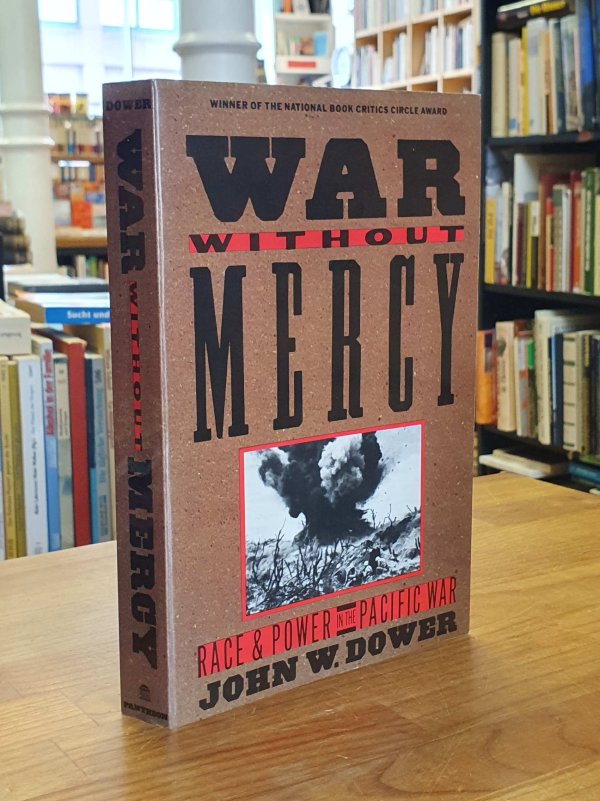 WINNER OF THE NATIONAL BOOK CRITICS CIRCLE AWARD
WAR
WITHOUT
MERCY
RACE & POWER IN THE PACIFIC WAR
JOHN W. DOWER
DOWER
WAR WITHOUT MERCY
PANTHEON
Sucht und